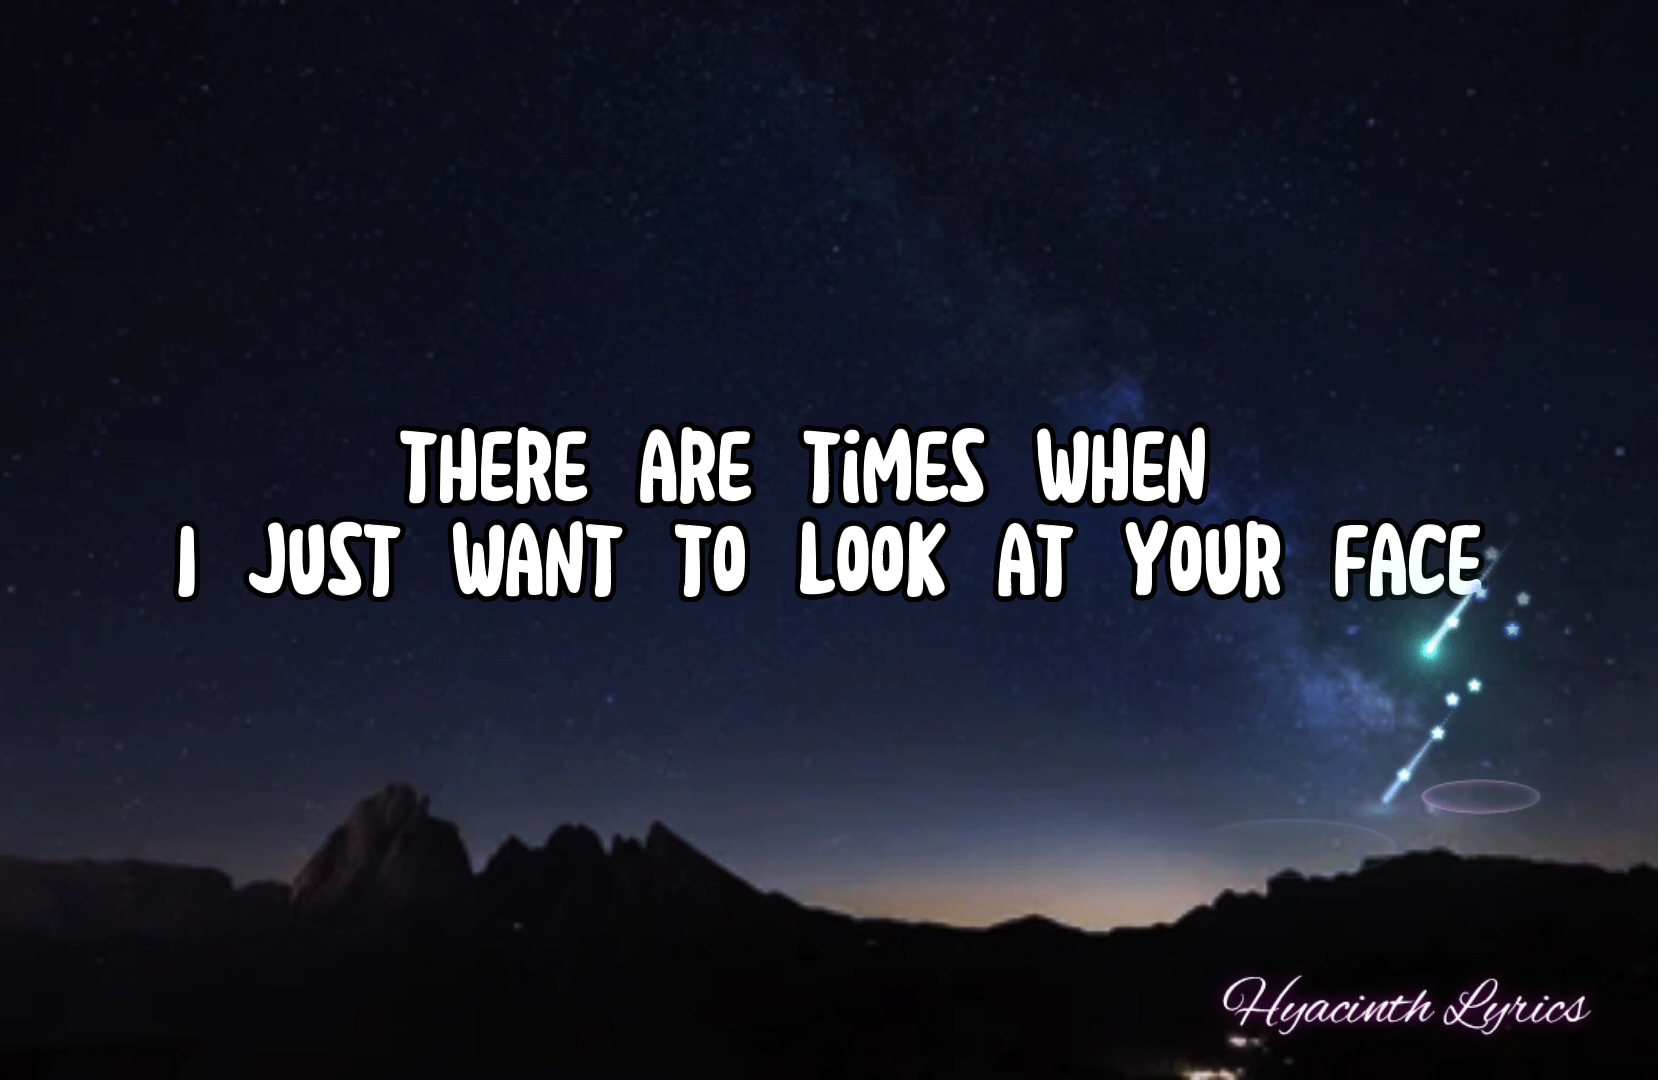 THERE ARE TiMES WHEN
I JUST WANT TO LOOK AT YOUR FACE
Hyacinth Lyrics